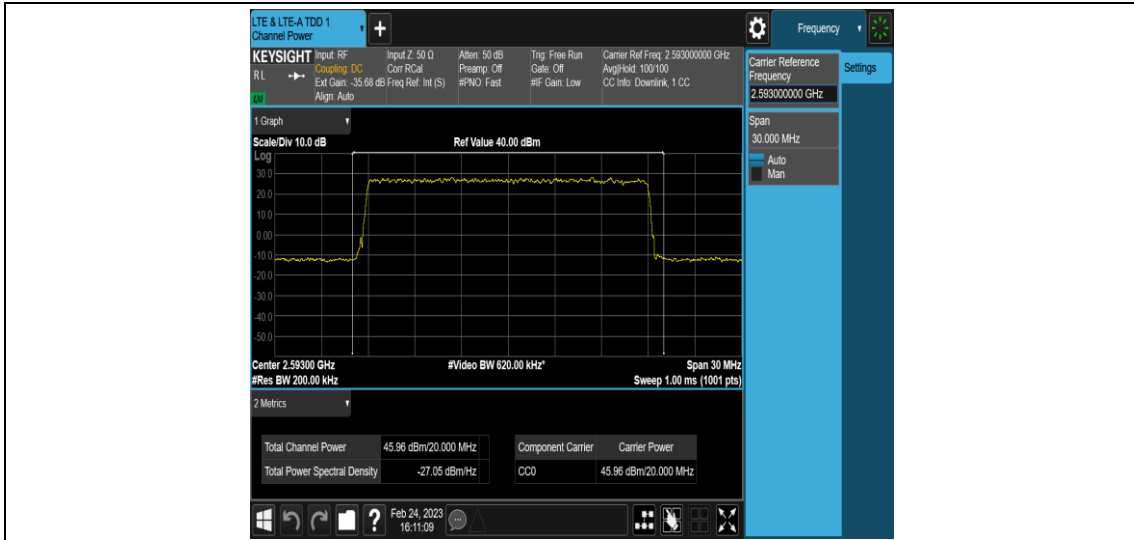 LTE & LTE-A TDD 1
Channel Power
+
Frequency
KEYSIGHT
R L
LXI
Input: RF
Coupling: DC
Ext Gain: -35.68 dB
Align: Auto
Input Z: 50 Ω
Corr RCal
Freq Ref: Int (S)
Atten: 50 dB
Preamp: Off
#PNO: Fast
Trig: Free Run
Gate: Off
#IF Gain: Low
Carrier Ref Freq: 2.593000000 GHz
Avg|Hold: 100/100
CC Info: Downlink, 1 CC
Carrier Reference
Frequency
2.593000000 GHz
Settings
Span
30.000 MHz
Auto
Man
1 Graph
Scale/Div 10.0 dB
Ref Value 40.00 dBm
Log
30.0
20.0
10.0
0.00
-10.0
-20.0
-30.0
-40.0
-50.0
Center 2.59300 GHz
#Video BW 620.00 kHz*
Span 30 MHz
#Res BW 200.00 kHz
Sweep 1.00 ms (1001 pts)
2 Metrics
Total Channel Power 45.96 dBm/20.000 MHz
Total Power Spectral Density -27.05 dBm/Hz
Component Carrier Carrier Power
CC0 45.96 dBm/20.000 MHz
?
Feb 24, 2023
16:11:09